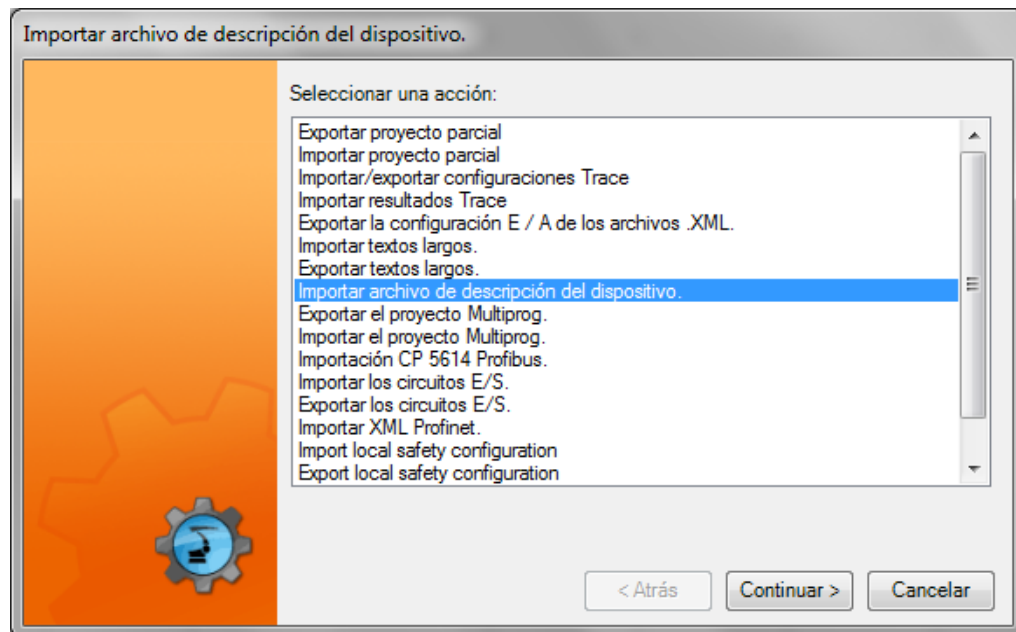 Importar archivo de descripción del dispositivo.
Seleccionar una acción:
Exportar proyecto parcial
Importar proyecto parcial
Importar/exportar configuraciones Trace
Importar resultados Trace
Exportar la configuración E / A de los archivos .XML.
Importar textos largos.
Exportar textos largos.
Importar archivo de descripción del dispositivo.
Exportar el proyecto Multiprog.
Importar el proyecto Multiprog.
Importación CP 5614 Profibus.
Importar los circuitos E/S.
Exportar los circuitos E/S.
Importar XML Profinet.
Import local safety configuration
Export local safety configuration
< Atrás Continuar > Cancelar